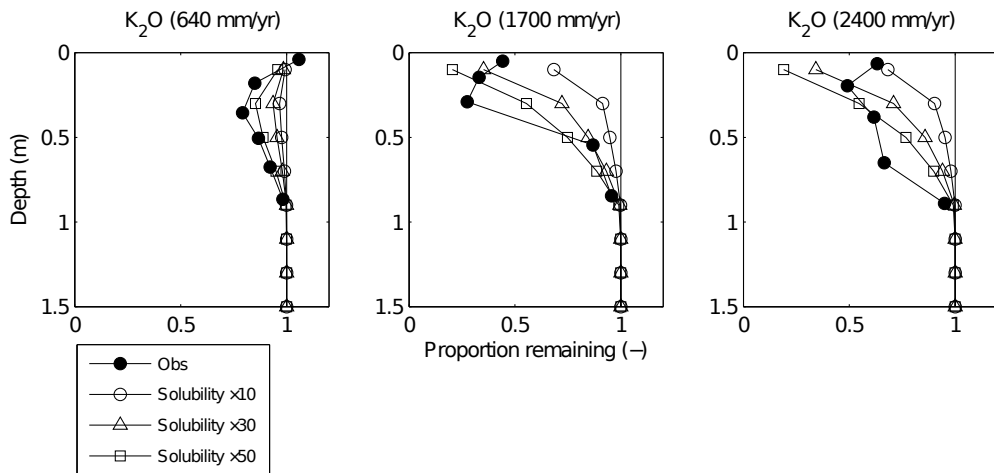 K₂O (640 mm/yr)
K₂O (1700 mm/yr)
K₂O (2400 mm/yr)
Depth (m)
0
0.5
1
1.5
0
0.5
1
0
0.5
1
1.5
0
0.5
1
0
0.5
1
1.5
0
0.5
1
Proportion remaining (−)
Obs
Solubility ×10
Solubility ×30
Solubility ×50